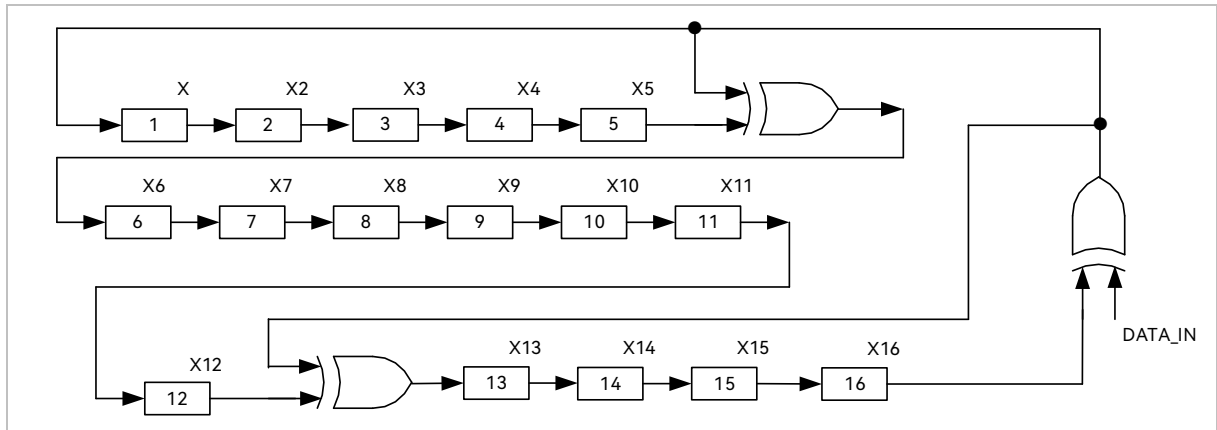 X X2 X3 X4 X5
1 2 3 4 5
X6 X7 X8 X9 X10 X11
6 7 8 9 10 11
DATA_IN
X12 X13 X14 X15 X16
12 13 14 15 16